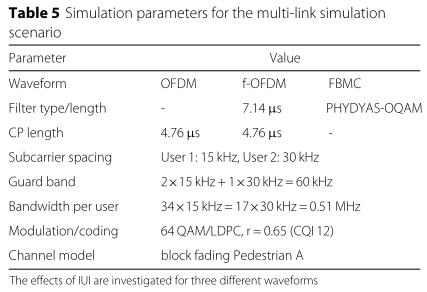 Table 5 Simulation parameters for the multi-link simulation
scenario
Parameter Value
Waveform OFDM f-OFDM FBMC
Filter type/length - 7.14 μs PHYDYAS-OQAM
CP length 4.76 μs 4.76 μs -
Subcarrier spacing User 1: 15 kHz, User 2: 30 kHz
Guard band 2 × 15 kHz + 1 × 30 kHz = 60 kHz
Bandwidth per user 34 × 15 kHz = 17 × 30 kHz = 0.51 MHz
Modulation/coding 64 QAM/LDPC, r = 0.65 (CQI 12)
Channel model block fading Pedestrian A
The effects of IUI are investigated for three different waveforms